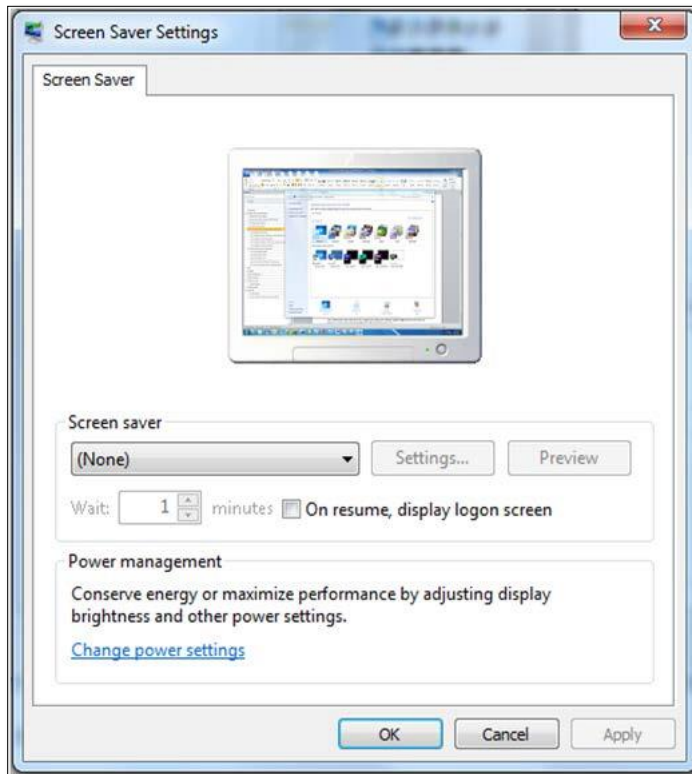 Screen Saver Settings
Screen Saver
Screen saver
(None)
Settings...
Preview
Wait:
1
minutes
On resume, display logon screen
Power management
Conserve energy or maximize performance by adjusting display
brightness and other power settings.
Change power settings
OK
Cancel
Apply